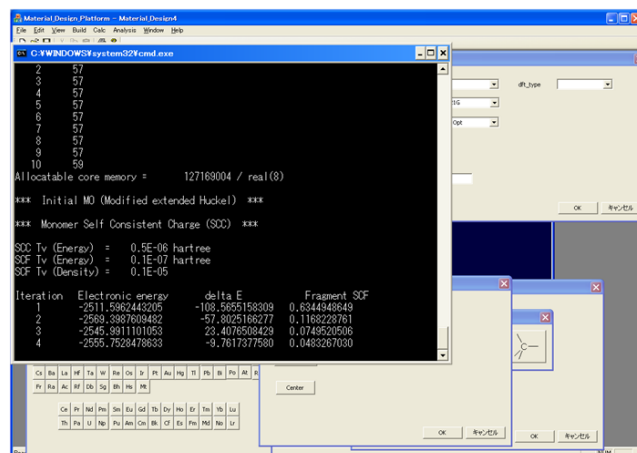 Material_Design_Platform - Material_Design4
File Edit View Build Calc Analysis Window Help
C:¥WINDOWS¥system32¥cmd.exe
2 57
3 57
4 57
5 57
6 57
7 57
8 57
9 57
10 59
Allocatable core memory = 127169004 / real(8)
*** Initial MO (Modified extended Huckel) ***
*** Monomer Self Consistent Charge (SCC) ***
SCC Tv (Energy) = 0.5E-06 hartree
SCF Tv (Energy) = 0.1E-07 hartree
SCF Tv (Density) = 0.1E-05
Iteration Electronic energy delta E Fragment SCF
1 -2511.5962443205 -108.5655158309 0.6344948649
2 -2569.3987609482 -57.8025166277 0.1168228761
3 -2545.9911101053 23.4076508429 0.0749520506
4 -2555.7528478633 -9.7617377580 0.0483267030
dft_type
Opt
OK キャンセル
Cs Ba La Hf Ta W Re Os Ir Pt Au Hg Tl Pb Bi Po At
Fr Ra Ac Rf Db Sg Bh Hs Mt
Ce Pr Nd Pm Sm Eu Gd Tb Dy Ho Er Tm Yb Lu
Th Pa U Np Pu Am Cm Bk Cf Es Fm Md No Lr
Center
OK キャンセル
OK キャンセル